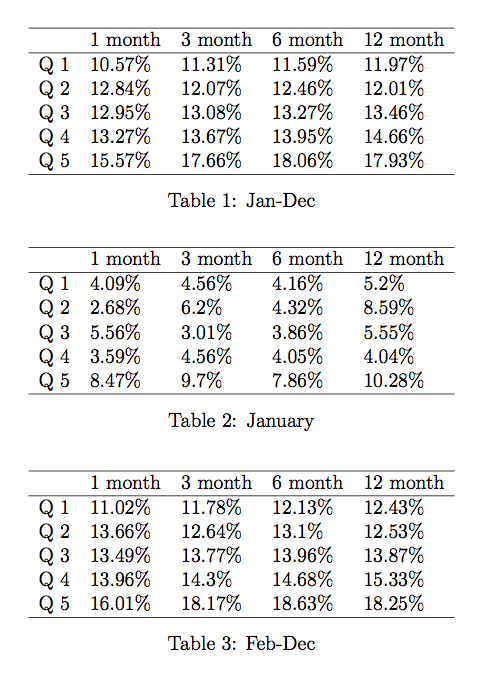 1 month 3 month 6 month 12 month
Q 1 10.57% 11.31% 11.59% 11.97%
Q 2 12.84% 12.07% 12.46% 12.01%
Q 3 12.95% 13.08% 13.27% 13.46%
Q 4 13.27% 13.67% 13.95% 14.66%
Q 5 15.57% 17.66% 18.06% 17.93%
Table 1: Jan-Dec
1 month 3 month 6 month 12 month
Q 1 4.09% 4.56% 4.16% 5.2%
Q 2 2.68% 6.2% 4.32% 8.59%
Q 3 5.56% 3.01% 3.86% 5.55%
Q 4 3.59% 4.56% 4.05% 4.04%
Q 5 8.47% 9.7% 7.86% 10.28%
Table 2: January
1 month 3 month 6 month 12 month
Q 1 11.02% 11.78% 12.13% 12.43%
Q 2 13.66% 12.64% 13.1% 12.53%
Q 3 13.49% 13.77% 13.96% 13.87%
Q 4 13.96% 14.3% 14.68% 15.33%
Q 5 16.01% 18.17% 18.63% 18.25%
Table 3: Feb-Dec